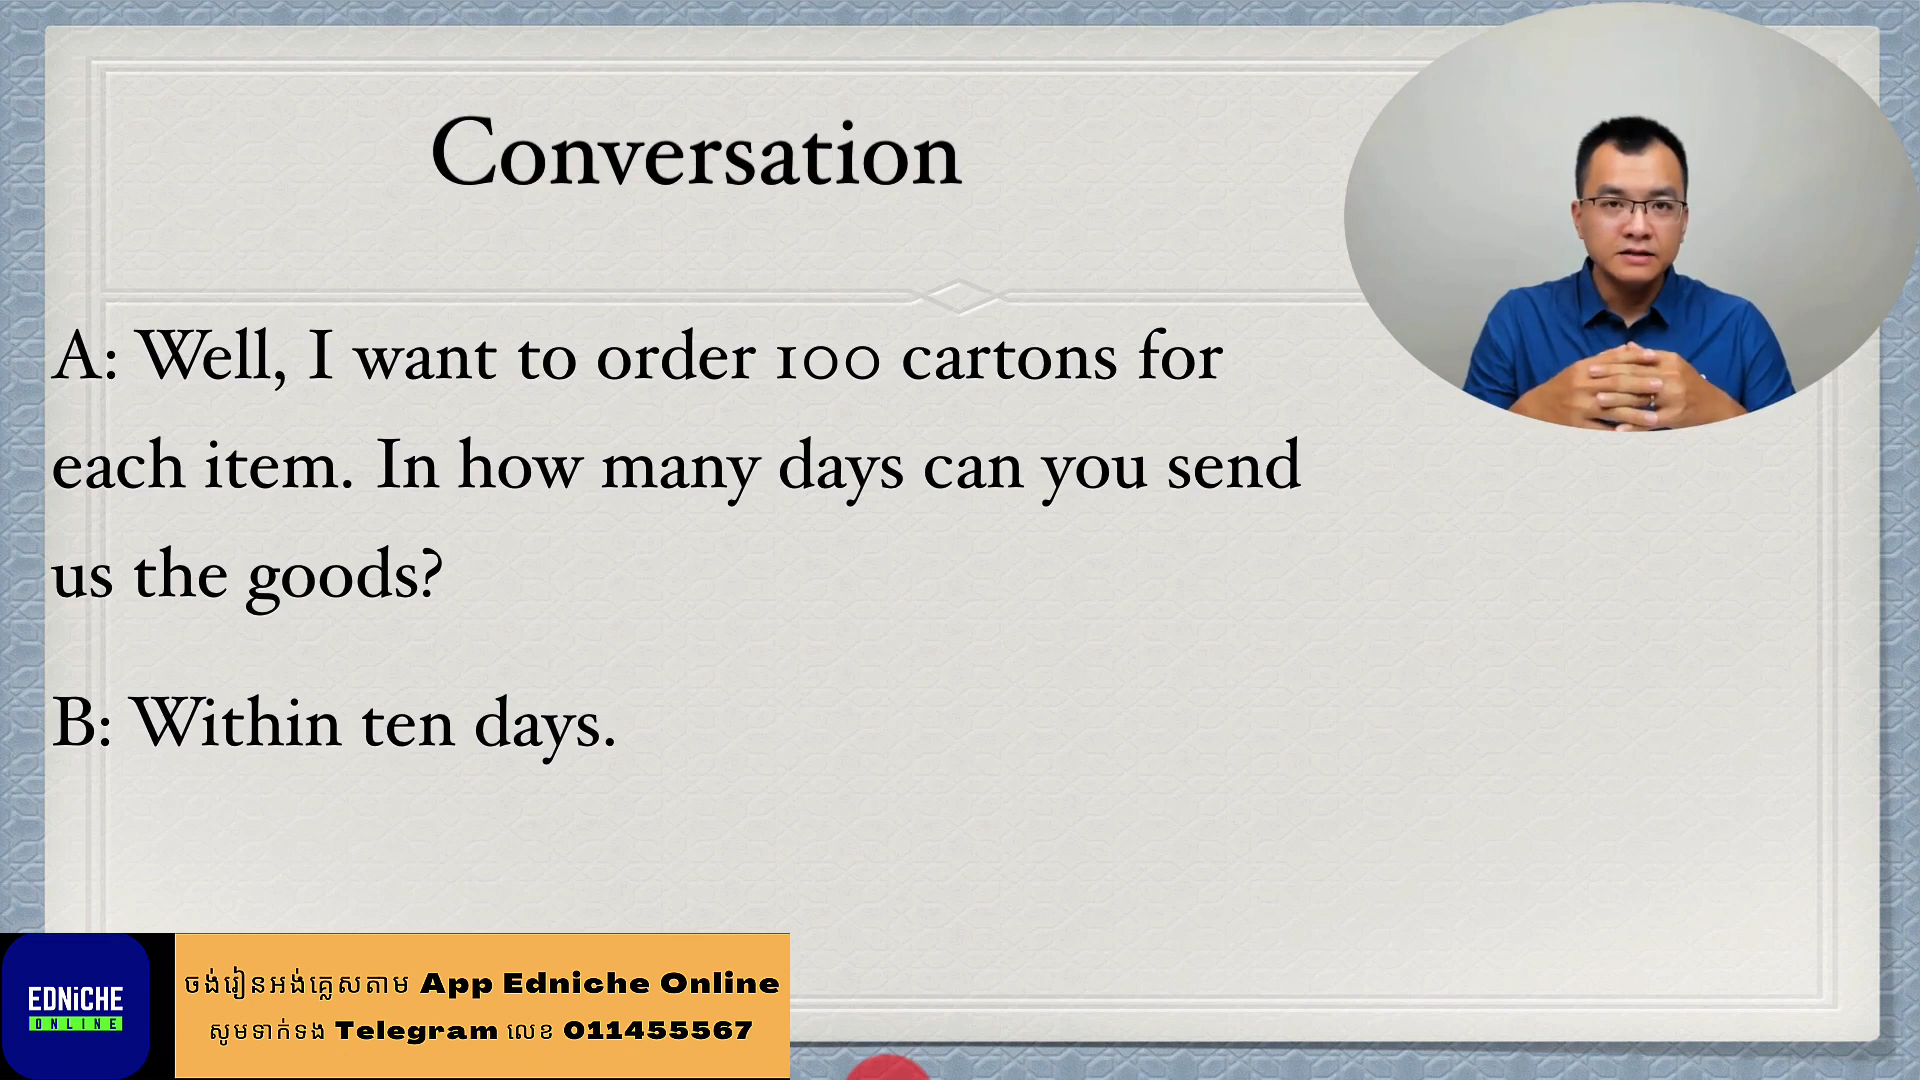 Conversation
A: Well, I want to order 100 cartons for
each item. In how many days can you send
us the goods?
B: Within ten days.
EDNiCHE
ONLINE
ចង់រៀនអង់គ្លេសតាម App Edniche Online
សូមទាក់ទង Telegram លេខ 011455567